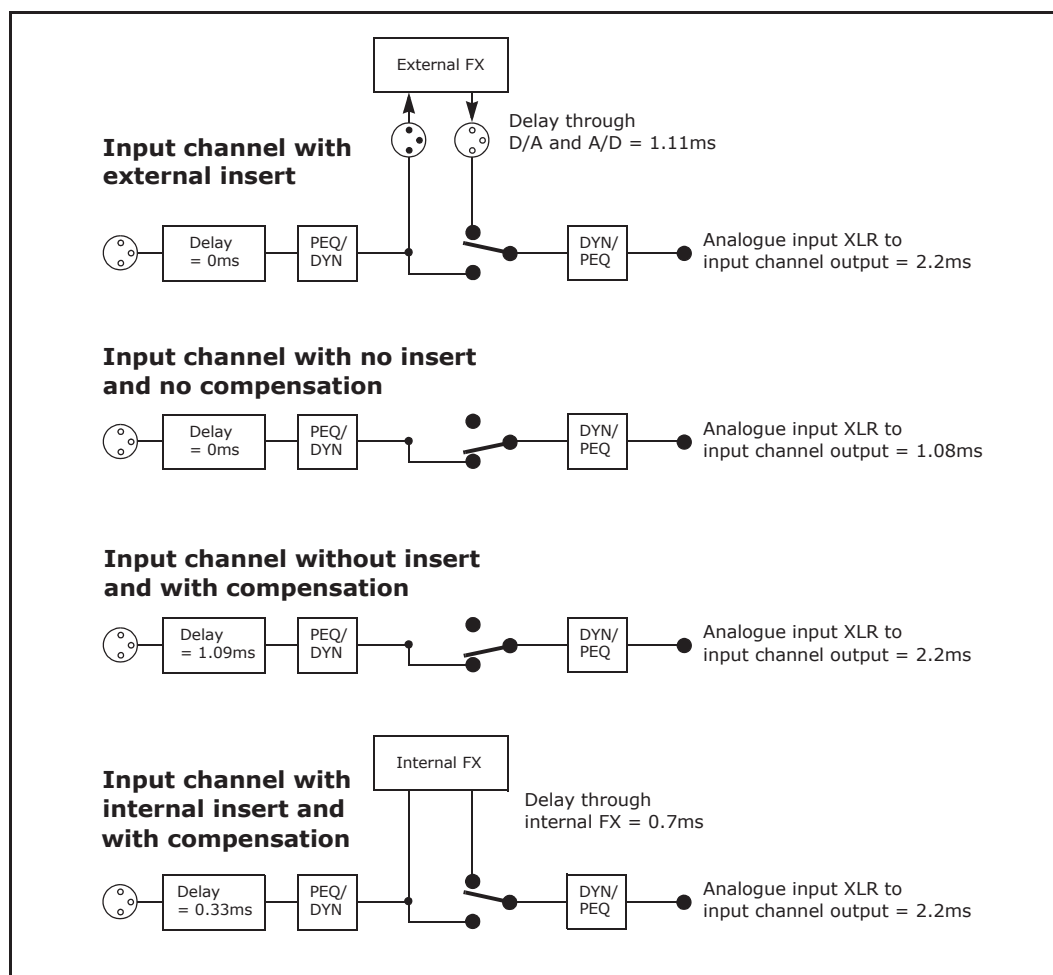 External FX
Delay through
D/A and A/D = 1.11ms
Input channel with
external insert
Delay
= 0ms
PEQ/
DYN
DYN/
PEQ
Analogue input XLR to
input channel output = 2.2ms
Input channel with no insert
and no compensation
Delay
= 0ms
PEQ/
DYN
DYN/
PEQ
Analogue input XLR to
input channel output = 1.08ms
Input channel without insert
and with compensation
Delay
= 1.09ms
PEQ/
DYN
DYN/
PEQ
Analogue input XLR to
input channel output = 2.2ms
Internal FX
Input channel with
internal insert and
with compensation
Delay through
internal FX = 0.7ms
Delay
= 0.33ms
PEQ/
DYN
DYN/
PEQ
Analogue input XLR to
input channel output = 2.2ms